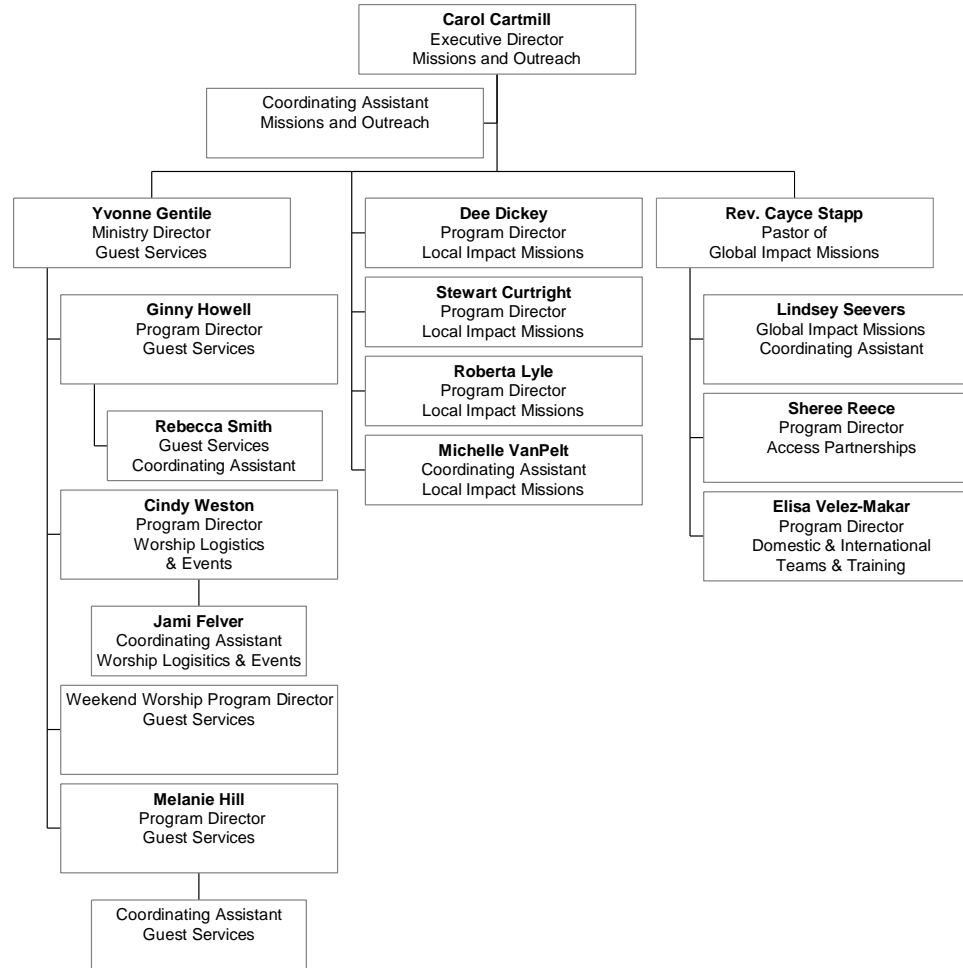 Carol Cartmill
Executive Director
Missions and Outreach
Coordinating Assistant
Missions and Outreach
Yvonne Gentile
Ministry Director
Guest Services
Ginny Howell
Program Director
Guest Services
Rebecca Smith
Guest Services
Coordinating Assistant
Cindy Weston
Program Director
Worship Logistics
& Events
Jami Felver
Coordinating Assistant
Worship Logisitics & Events
Weekend Worship Program Director
Guest Services
Melanie Hill
Program Director
Guest Services
Coordinating Assistant
Guest Services
Dee Dickey
Program Director
Local Impact Missions
Stewart Curtright
Program Director
Local Impact Missions
Roberta Lyle
Program Director
Local Impact Missions
Michelle VanPelt
Coordinating Assistant
Local Impact Missions
Rev. Cayce Stapp
Pastor of
Global Impact Missions
Lindsey Seevers
Global Impact Missions
Coordinating Assistant
Sheree Reece
Program Director
Access Partnerships
Elisa Velez-Makar
Program Director
Domestic & International
Teams & Training